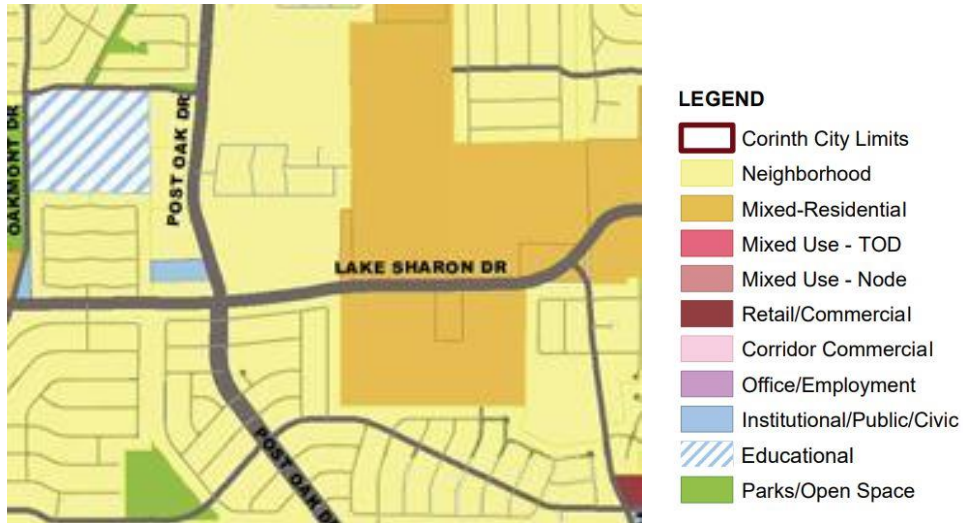 OAKMONT DR
POST OAK DR
LAKE SHARON DR
POST OAK DR
LEGEND
Corinth City Limits
Neighborhood
Mixed-Residential
Mixed Use - TOD
Mixed Use - Node
Retail/Commercial
Corridor Commercial
Office/Employment
Institutional/Public/Civic
Educational
Parks/Open Space